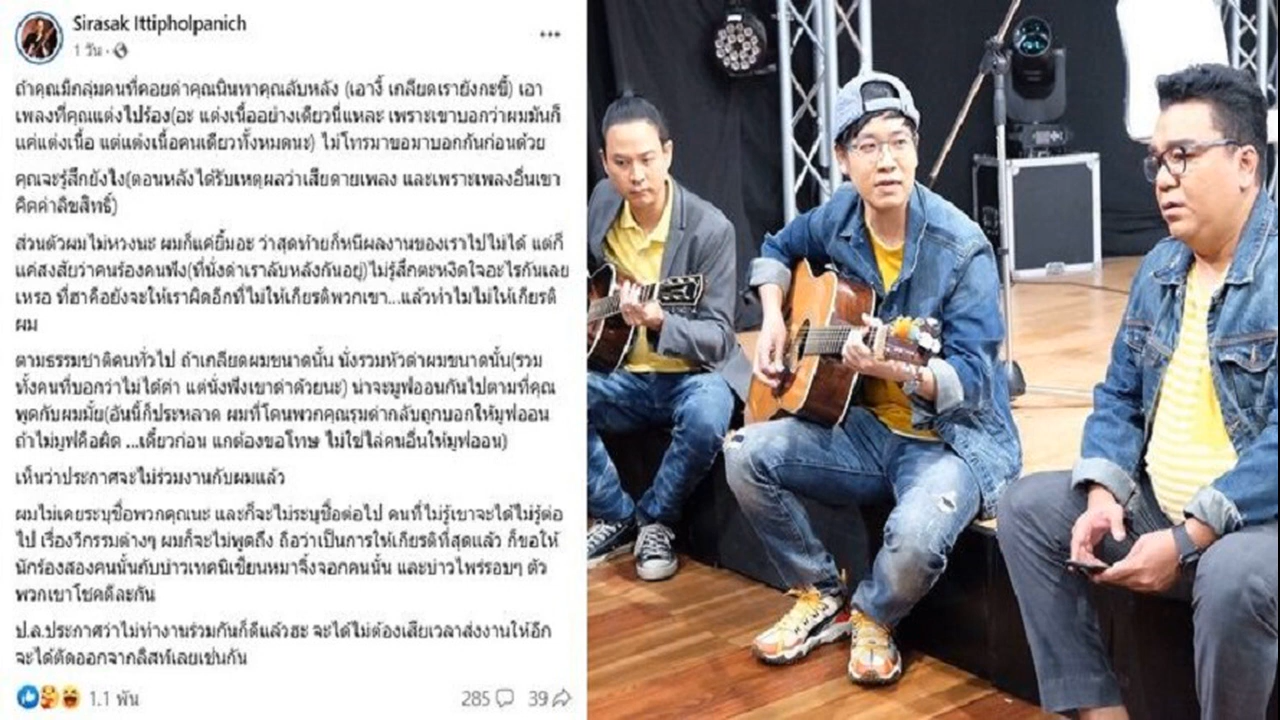 Sirasak Ittipholpanich
1 วัน ·
ถ้าคุณมีกลุ่มคนที่คอยด่าคุณนินทาคุณลับหลัง (เอางี้ เกลียดเรายังกะขี้) เอา
เพลงที่คุณแต่งไปร้อง(อะ แต่งเนื้ออย่างเดียวนี่แหละ เพราะเขาบอกว่าผมมันก็
แค่แต่งเนื้อ แต่แต่งเนื้อคนเดียวทั้งหมดนะ) ไม่โทรมาขอมาบอกกันก่อนด้วย
คุณจะรู้สึกยังไง(ตอนหลังได้รับเหตุผลว่าเสียดายเพลง และเพราะเพลงอื่นเขา
คิดค่าลิขสิทธิ์)
ส่วนตัวผมไม่หวงนะ ผมก็แค่ยิ้มอะ ว่าสุดท้ายก็หนีผลงานของเราไปไม่ได้ แต่ก็
แค่สงสัยว่าคนร้องคนฟัง(ที่นั่งด่าเราลับหลังกันอยู่)ไม่รู้สึกตะหงิดใจอะไรกันเลย
เหรอ ที่ฮาคือยังจะให้เราผิดอีกที่ไม่ให้เกียรติพวกเขา...แล้วทำไมไม่ให้เกียรติ
ผม
ตามธรรมชาติคนทั่วไป ถ้าเกลียดผมขนาดนั้น นั่งรวมหัวด่าผมขนาดนั้น(รวม
ทั้งคนที่บอกว่าไม่ได้ด่า แต่นั่งฟังเขาด่าด้วยนะ) น่าจะมูฟออนกันไปตามที่คุณ
พูดกับผมมั้ย(อันนี้ก็ประหลาด ผมที่โดนพวกคุณรุมด่ากลับถูกบอกให้มูฟออน
ถ้าไม่มูฟคือผิด ...เดี๋ยวก่อน แกต้องขอโทษ ไม่ใช่ไล่คนอื่นให้มูฟออน)
เห็นว่าประกาศจะไม่ร่วมงานกับผมแล้ว
ผมไม่เคยระบุชื่อพวกคุณนะ และก็จะไม่ระบุชื่อต่อไป คนที่ไม่รู้เขาจะได้ไม่รู้ต่อ
ไป เรื่องวีกรรมต่างๆ ผมก็จะไม่พูดถึง ถือว่าเป็นการให้เกียรติที่สุดแล้ว ก็ขอให้
นักร้องสองคนนั้นกับบ่าวเทคนิเชี่ยนหมาจิ้งจอกคนนั้น และบ่าวไพร่รอบๆ ตัว
พวกเขาโชคดีละกัน
ป.ล.ประกาศว่าไม่ทำงานร่วมกันก็ดีแล้วฮะ จะได้ไม่ต้องเสียเวลาส่งงานให้อีก
จะได้ตัดออกจากลิสท์เลยเช่นกัน
1.1 พัน 285 39